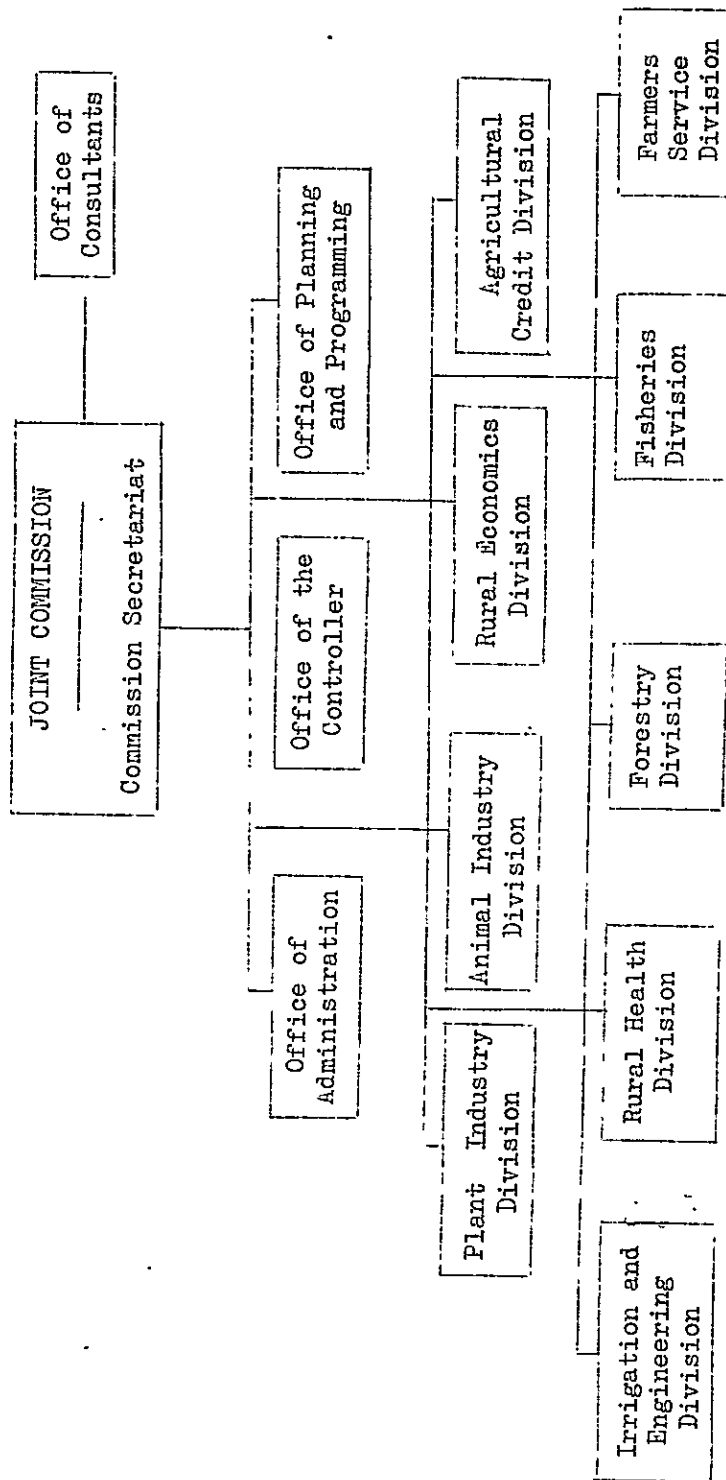 JOINT COMMISSION
Commission Secretariat
Office of
Consultants
Office of
Administration
Office of the
Controller
Office of Planning
and Programming
Plant Industry
Division
Animal Industry
Division
Rural Economics
Division
Agricultural
Credit Division
Irrigation and
Engineering
Division
Rural Health
Division
Forestry
Division
Fisheries
Division
Farmers
Service
Division